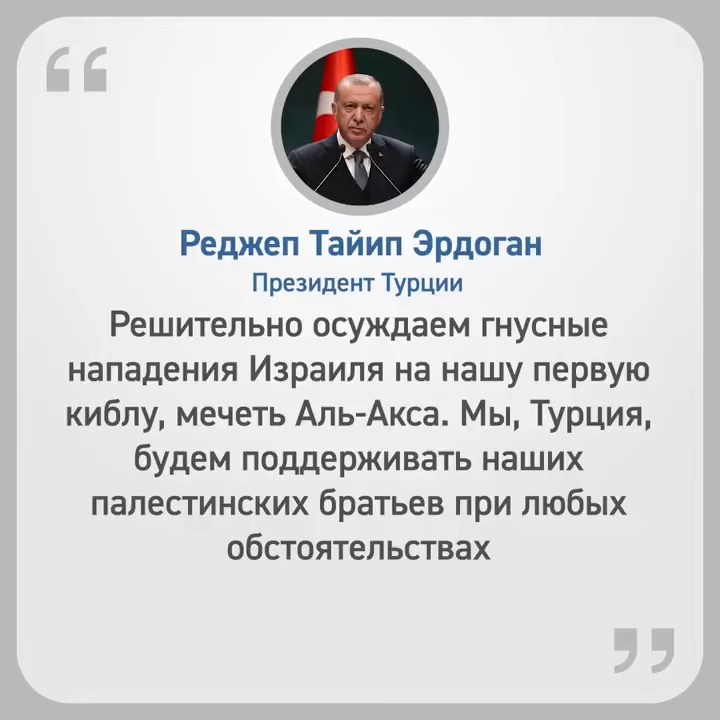 Реджеп Тайип Эрдоган
Президент Турции
Решительно осуждаем гнусные
нападения Израиля на нашу первую
киблу, мечеть Аль-Акса. Мы, Турция,
будем поддерживать наших
палестинских братьев при любых
обстоятельствах